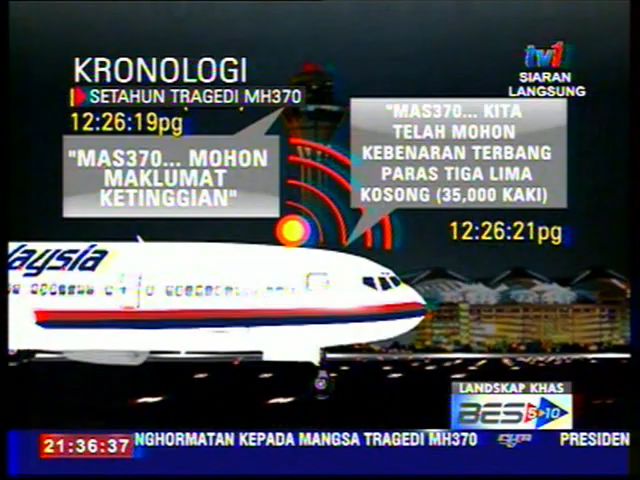 KRONOLOGI
SETAHUN TRAGEDI MH370
tv1
SIARAN
LANGSUNG
12:26:19pg
"MAS370... MOHON
MAKLUMAT
KETINGGIAN"
"MAS370... KITA
TELAH MOHON
KEBENARAN TERBANG
PARAS TIGA LIMA
KOSONG (35,000 KAKI)
12:26:21pg
laysia
LANDSKAP KHAS
BES 5 10
21:36:37 NGHORMATAN KEPADA MANGSA TRAGEDI MH370 PRESIDEN